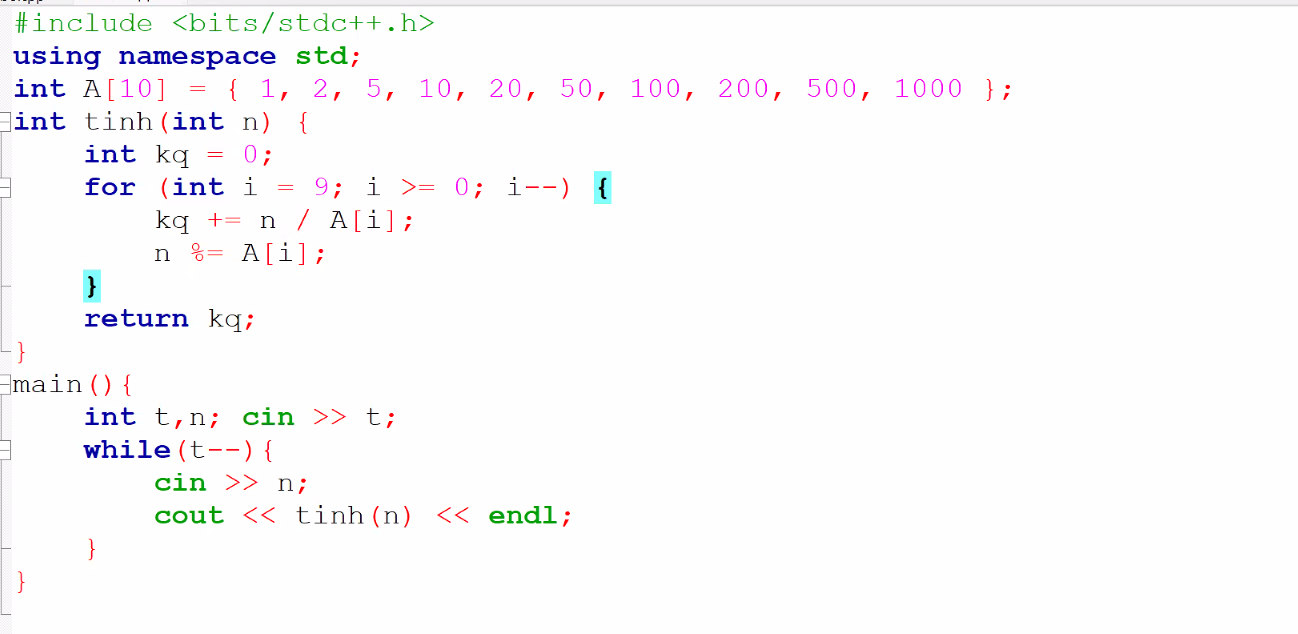 #include <bits/stdc++.h>
using namespace std;
int A[10] = { 1, 2, 5, 10, 20, 50, 100, 200, 500, 1000 };
int tinh(int n) {
    int kq = 0;
    for (int i = 9; i >= 0; i--) {
        kq += n / A[i];
        n %= A[i];
    }
    return kq;
}
main(){
    int t,n; cin >> t;
    while(t--){
        cin >> n;
        cout << tinh(n) << endl;
    }
}